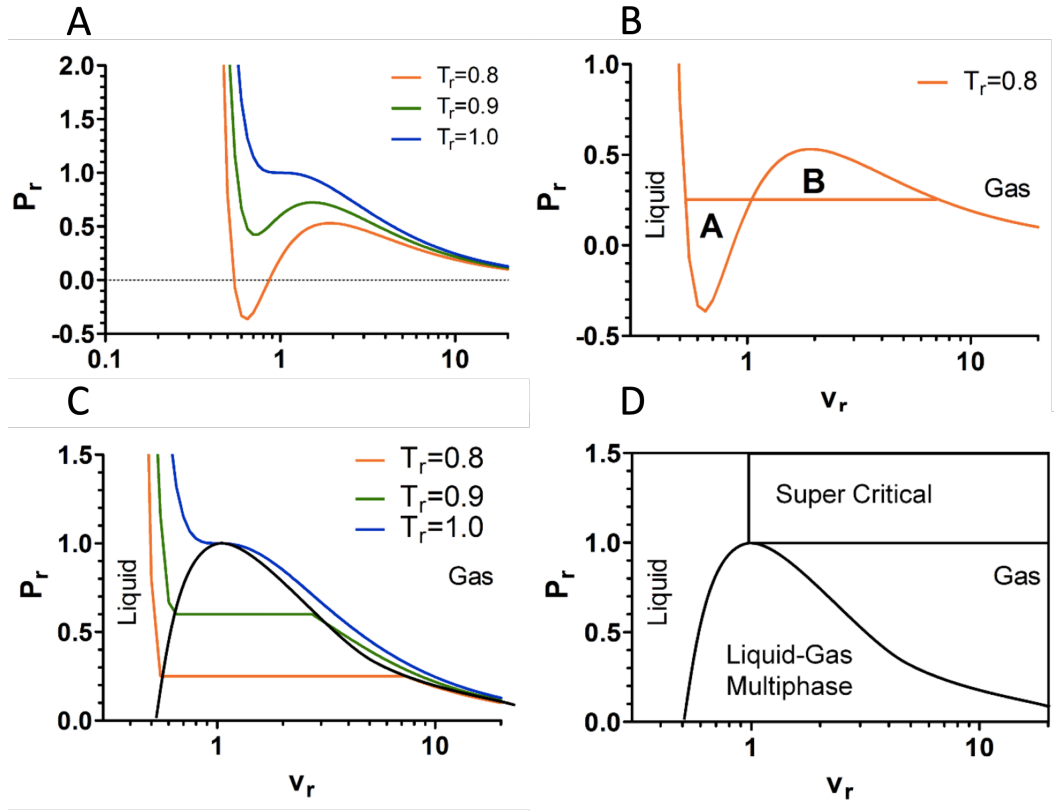 A
2.0
1.5
1.0
0.5
0.0
-0.5
0.1
1
10
Pr
Tr=0.8
Tr=0.9
Tr=1.0
B
1.0
0.5
0.0
-0.5
1
10
Pr
vr
Liquid
A
B
Gas
Tr=0.8
C
1.5
1.0
0.5
0.0
1
10
Pr
vr
Liquid
Gas
Tr=0.8
Tr=0.9
Tr=1.0
D
1.5
1.0
0.5
0.0
1
10
Pr
vr
Super Critical
Liquid
Gas
Liquid-Gas
Multiphase